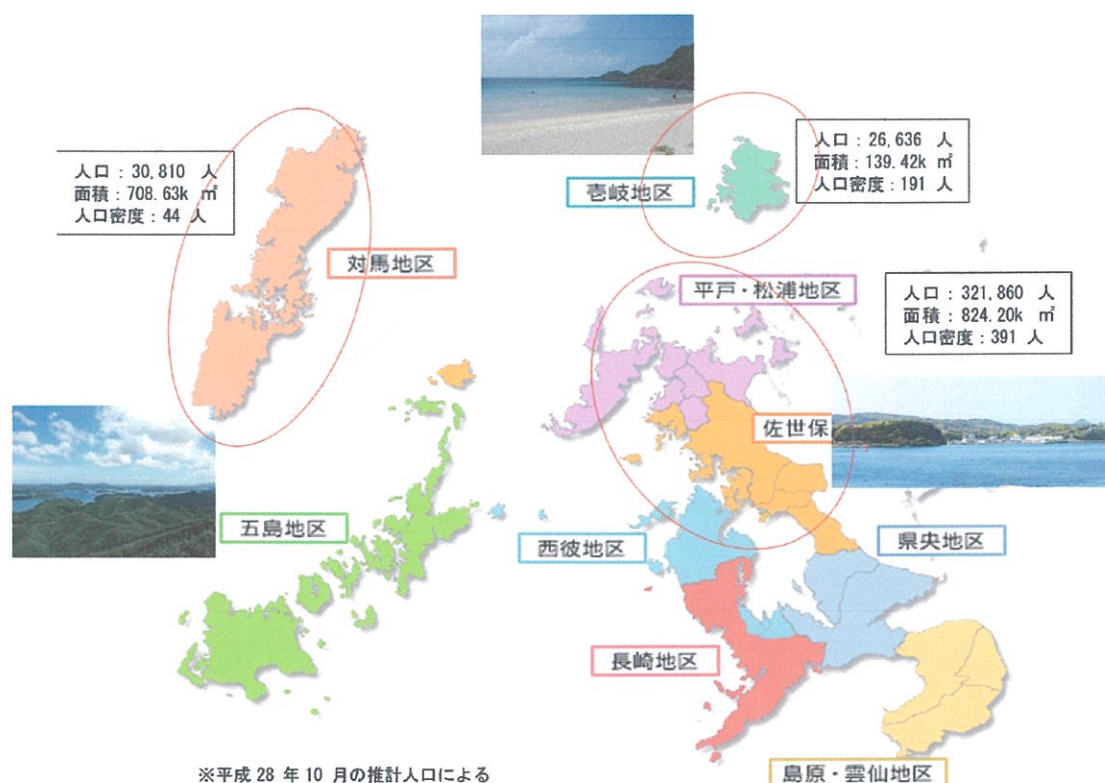 人口：30,810 人
面積：708.63k ㎡
人口密度：44 人
対馬地区
人口：26,636 人
面積：139.42k ㎡
人口密度：191 人
壱岐地区
平戸・松浦地区
人口：321,860 人
面積：824.20k ㎡
人口密度：391 人
佐世保
五島地区
西彼地区
県央地区
長崎地区
島原・雲仙地区
※平成 28 年 10 月の推計人口による